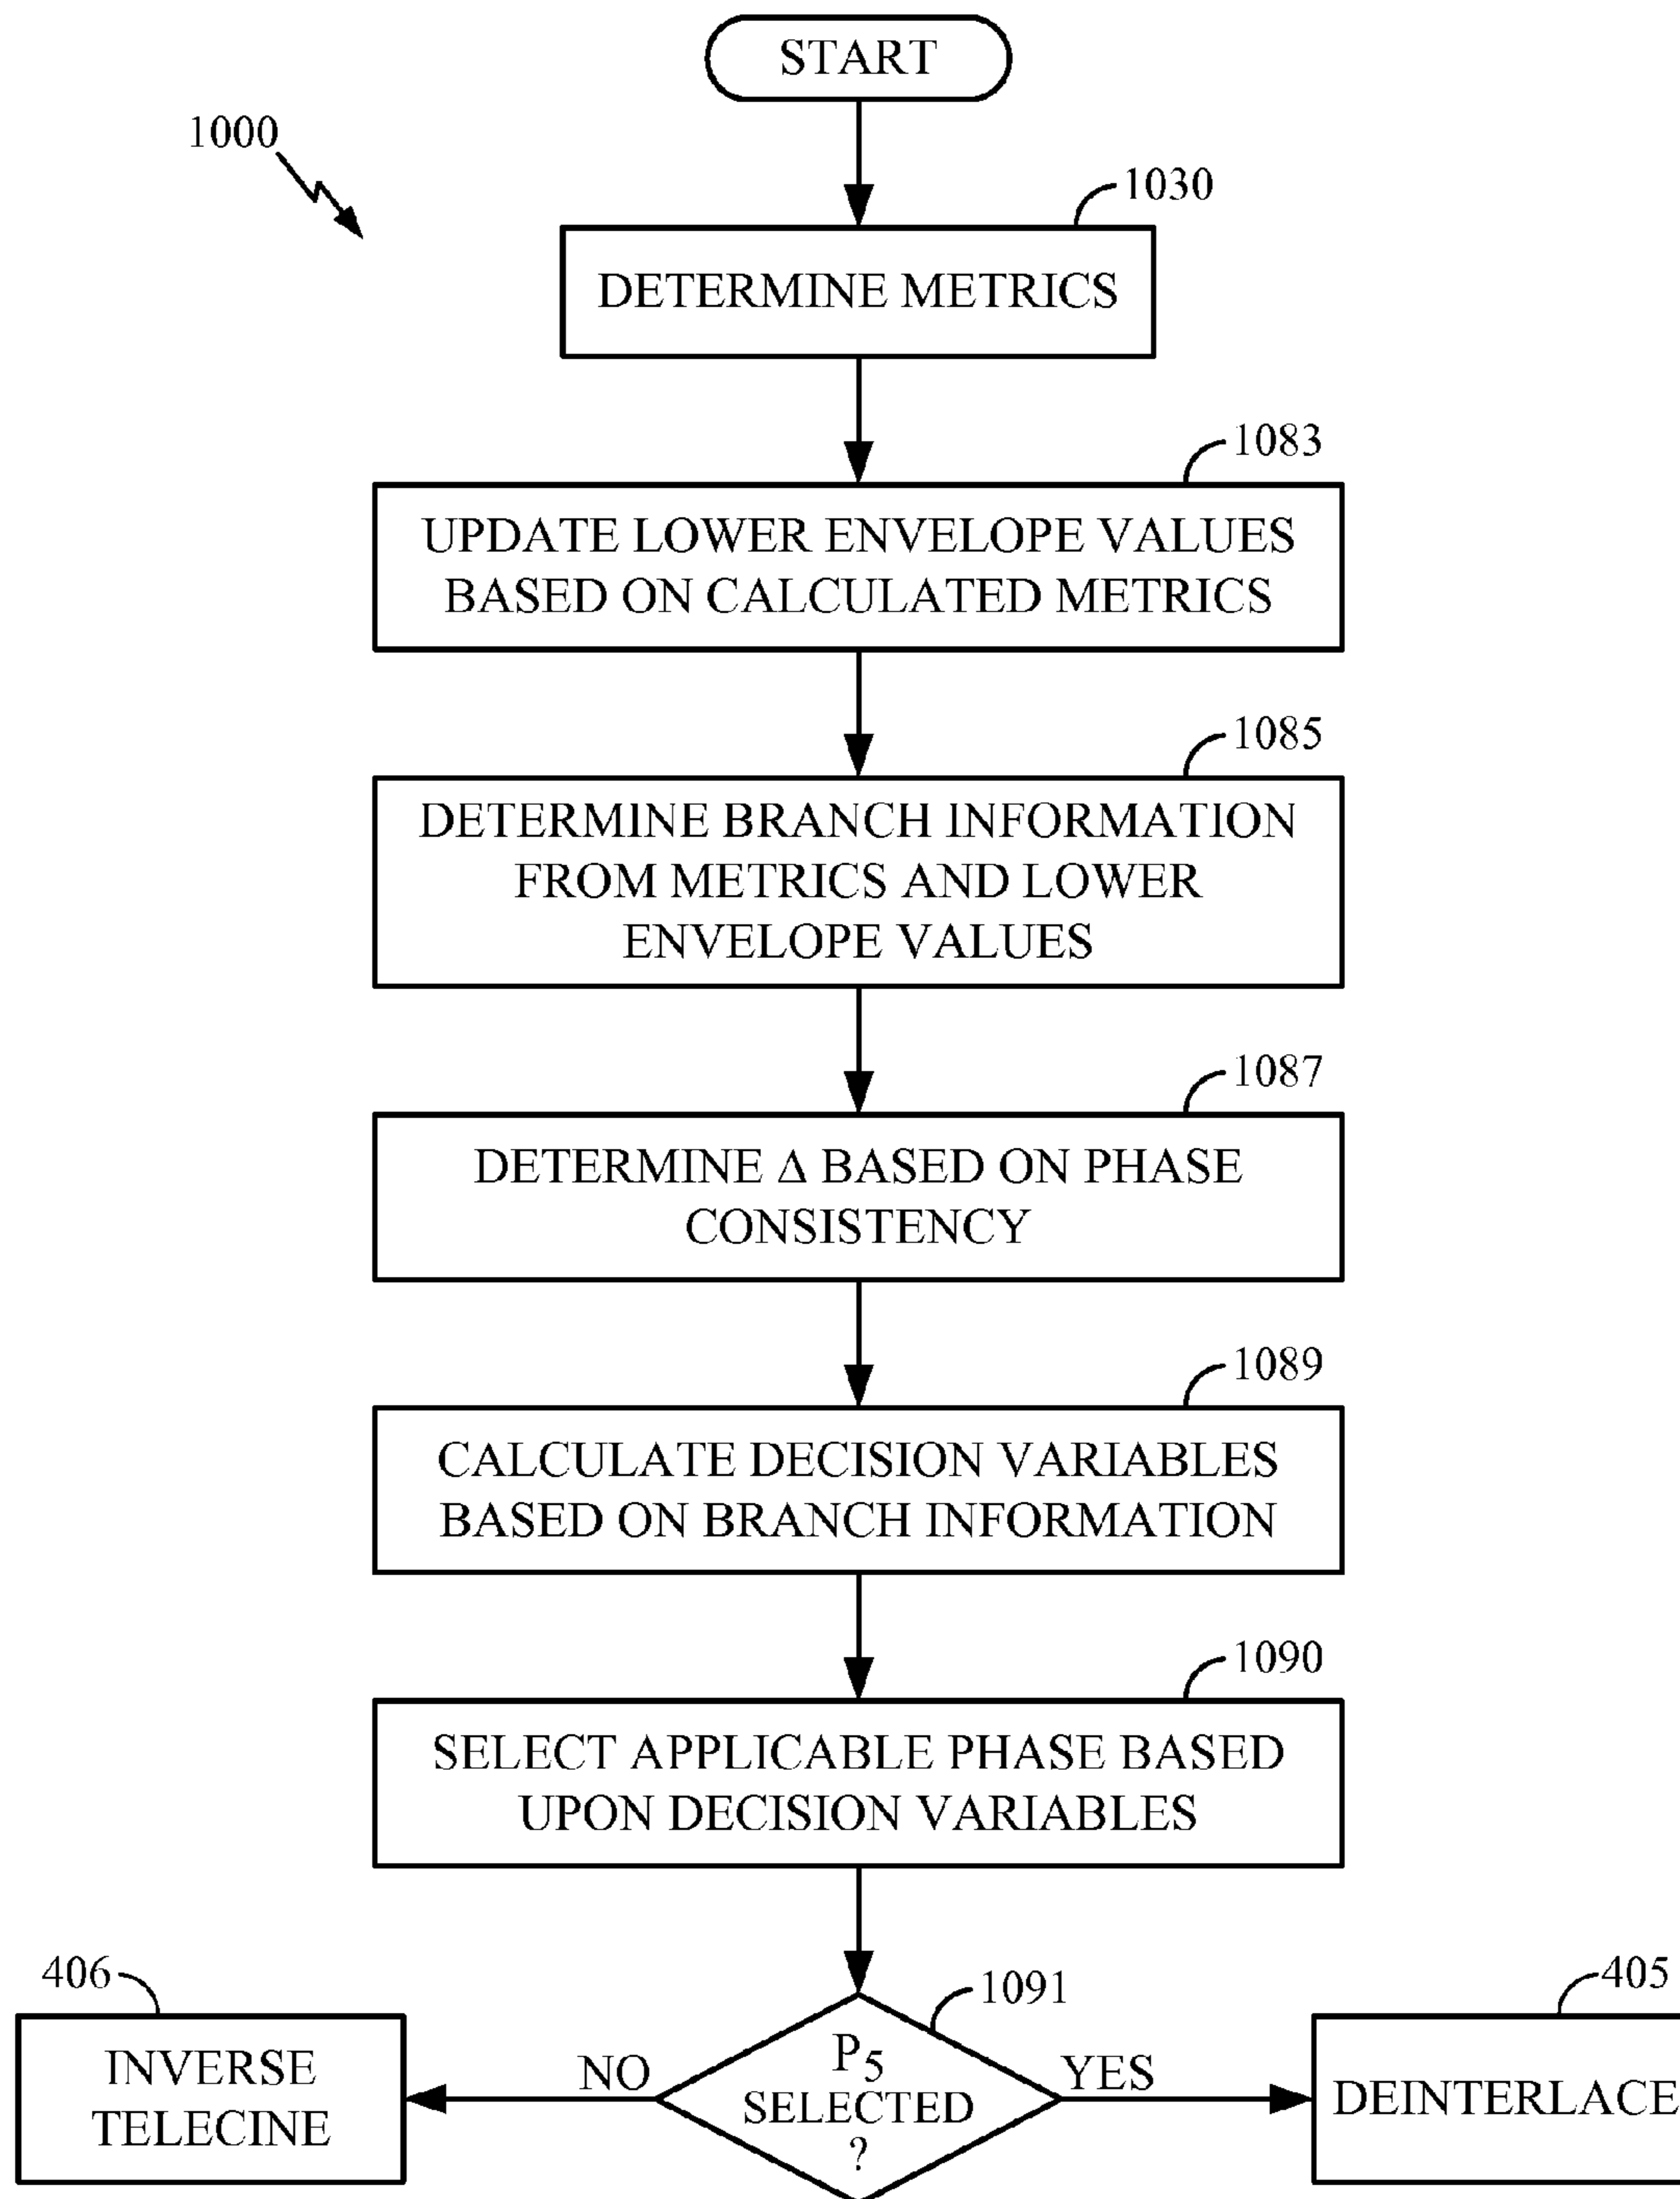 START
1000
1030
DETERMINE METRICS
1083
UPDATE LOWER ENVELOPE VALUES
BASED ON CALCULATED METRICS
1085
DETERMINE BRANCH INFORMATION
FROM METRICS AND LOWER
ENVELOPE VALUES
1087
DETERMINE Δ BASED ON PHASE
CONSISTENCY
1089
CALCULATE DECISION VARIABLES
BASED ON BRANCH INFORMATION
1090
SELECT APPLICABLE PHASE BASED
UPON DECISION VARIABLES
406
INVERSE
TELECINE
NO
1091
P5
SELECTED
?
YES
405
DEINTERLACE